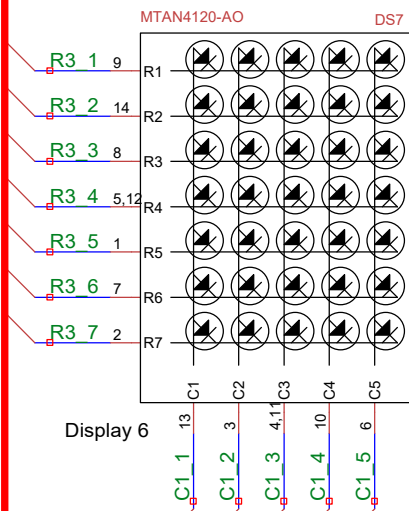 MTAN4120-AO DS7
R3_1 9 R1
R3_2 14 R2
R3_3 8 R3
R3_4 5,12 R4
R3_5 1 R5
R3_6 7 R6
R3_7 2 R7
C1 C2 C3 C4 C5
13 3 4,11 10 6
Display 6
C1_1 C1_2 C1_3 C1_4 C1_5